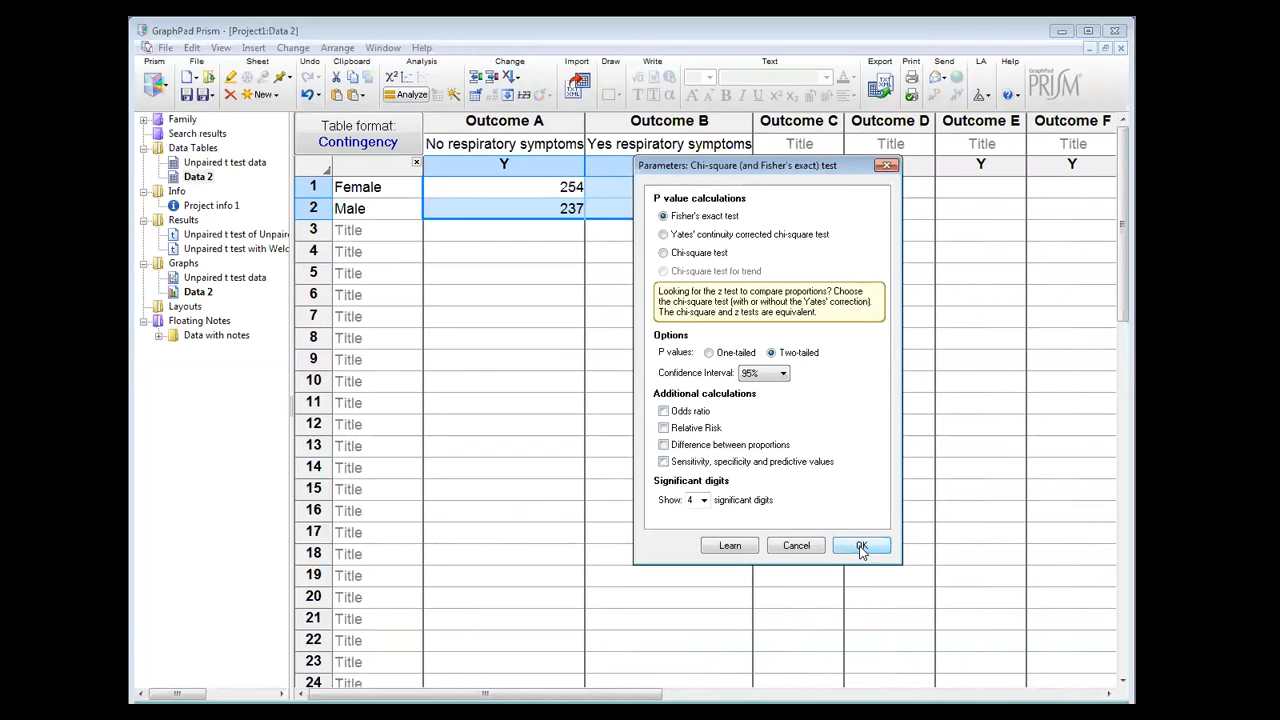 GraphPad Prism - [Project1:Data 2]
File Edit View Insert Change Arrange Window Help
Prism File Sheet Undo Clipboard Analysis Change Import Draw Write Text Export Print Send LA Help
New
Analyze
GraphPad
PRISM
Family
Search results
Data Tables
Unpaired t test data
Data 2
Info
Project info 1
Results
Unpaired t test of Unpair
Unpaired t test with Welc
Graphs
Unpaired t test data
Data 2
Layouts
Floating Notes
Data with notes
Table format:
Contingency
Outcome A Outcome B Outcome C Outcome D Outcome E Outcome F
No respiratory symptoms Yes respiratory symptoms Title Title Title Title
Y Y Y
1 Female 254
2 Male 237
3 Title
4 Title
5 Title
6 Title
7 Title
8 Title
9 Title
10 Title
11 Title
12 Title
13 Title
14 Title
15 Title
16 Title
17 Title
18 Title
19 Title
20 Title
21 Title
22 Title
23 Title
24 Title
Parameters: Chi-square (and Fisher's exact) test
P value calculations
Fisher's exact test
Yates' continuity corrected chi-square test
Chi-square test
Chi-square test for trend
Looking for the z test to compare proportions? Choose
the chi-square test (with or without the Yates' correction).
The chi-square and z tests are equivalent.
Options
P values: One-tailed Two-tailed
Confidence Interval: 95%
Additional calculations
Odds ratio
Relative Risk
Difference between proportions
Sensitivity, specificity and predictive values
Significant digits
Show: 4 significant digits
Learn Cancel OK